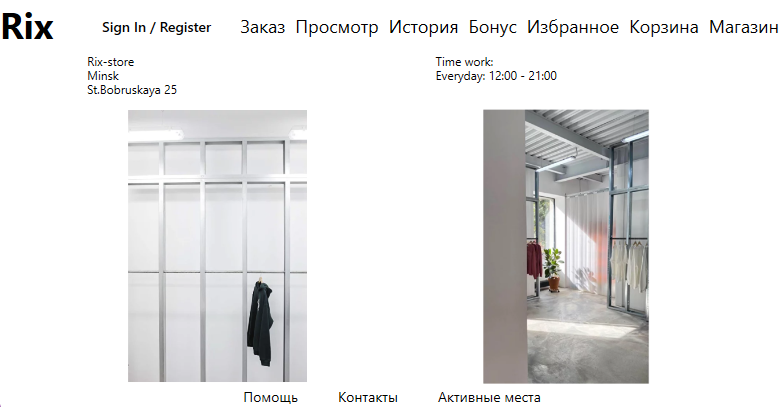 Rix
Sign In / Register
Заказ Просмотр История Бонус Избранное Корзина Магазин
Rix-store
Minsk
St.Bobruskaya 25
Time work:
Everyday: 12:00 - 21:00
Помощь Контакты Активные места